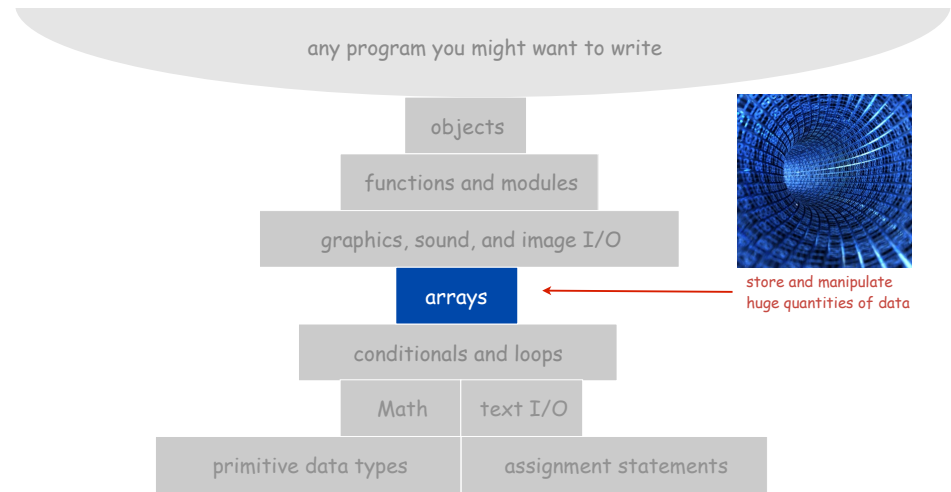 any program you might want to write
objects
functions and modules
graphics, sound, and image I/O
arrays
store and manipulate
huge quantities of data
conditionals and loops
Math
text I/O
primitive data types
assignment statements